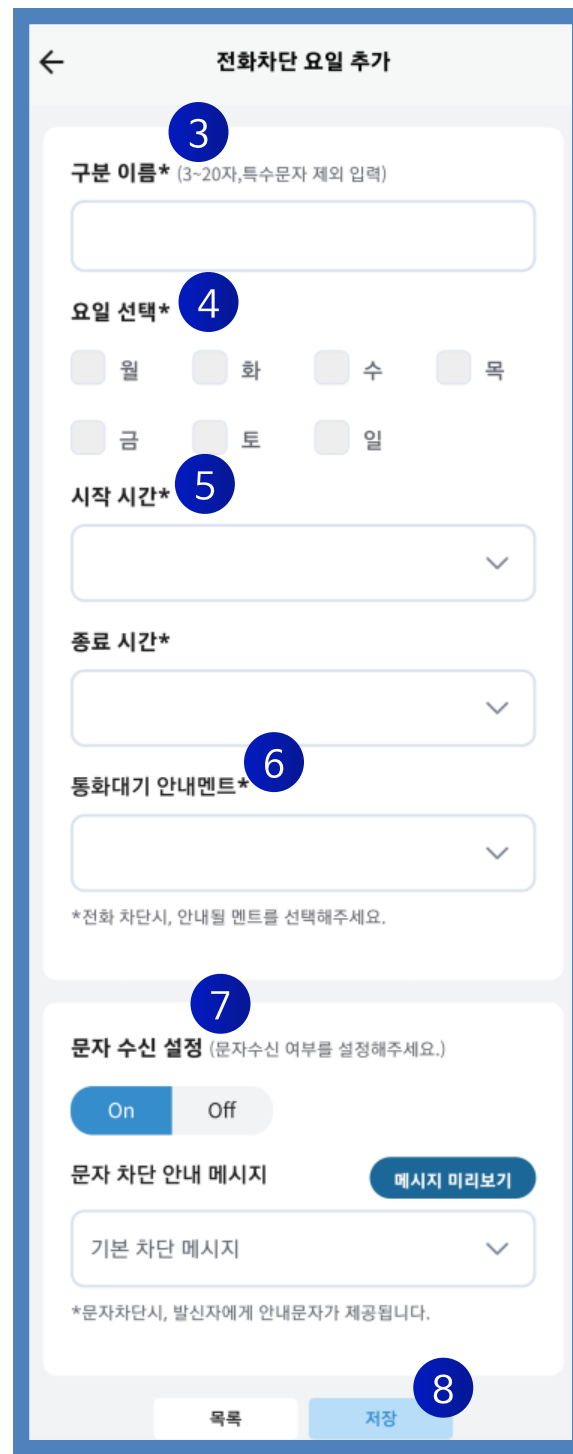 전화차단 요일 추가
3
구분 이름* (3~20자,특수문자 제외 입력)
요일 선택* 4
월 화 수 목
금 토 일
시작 시간* 5
종료 시간*
통화대기 안내멘트* 6
*전화 차단시, 안내될 멘트를 선택해주세요.
7
문자 수신 설정 (문자수신 여부를 설정해주세요.)
On Off
문자 차단 안내 메시지 메시지 미리보기
기본 차단 메시지
*문자차단시, 발신자에게 안내문자가 제공됩니다.
목록 저장 8